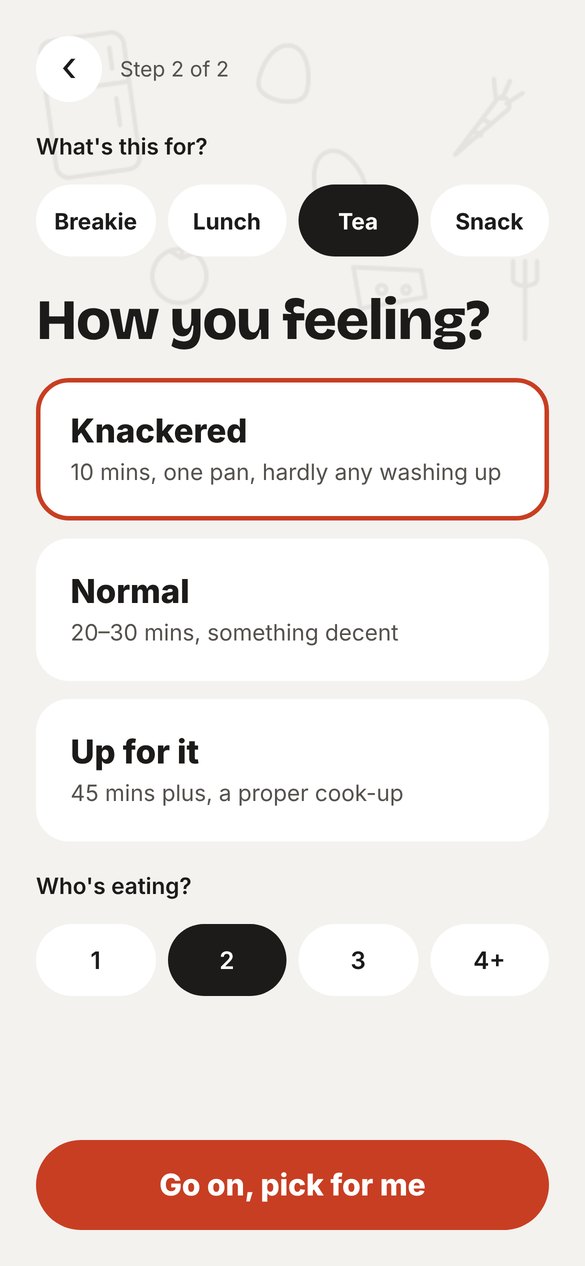 Step 2 of 2
What's this for?
Breakie
Lunch
Tea
Snack
How you feeling?
Knackered
10 mins, one pan, hardly any washing up
Normal
20–30 mins, something decent
Up for it
45 mins plus, a proper cook-up
Who's eating?
1
2
3
4+
Go on, pick for me